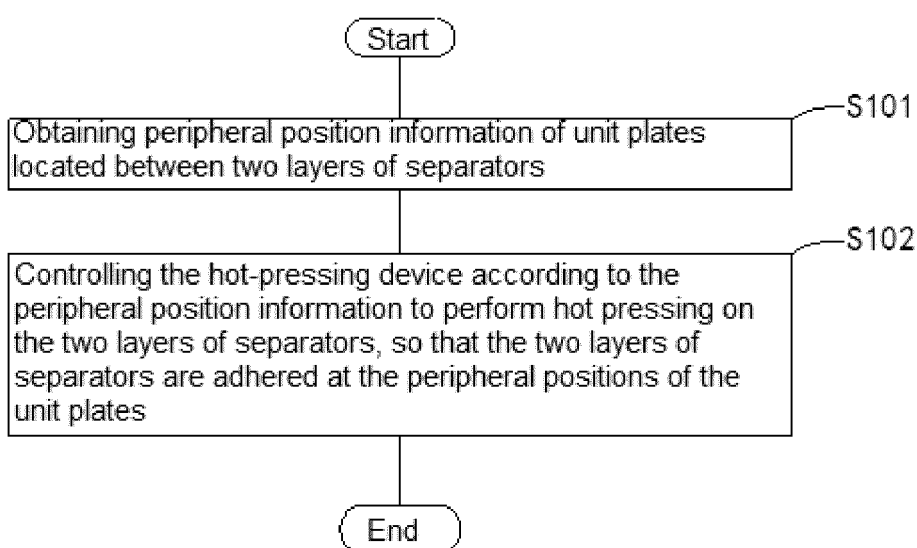 Start
S101
Obtaining peripheral position information of unit plates
located between two layers of separators
S102
Controlling the hot-pressing device according to the
peripheral position information to perform hot pressing on
the two layers of separators, so that the two layers of
separators are adhered at the peripheral positions of the
unit plates
End